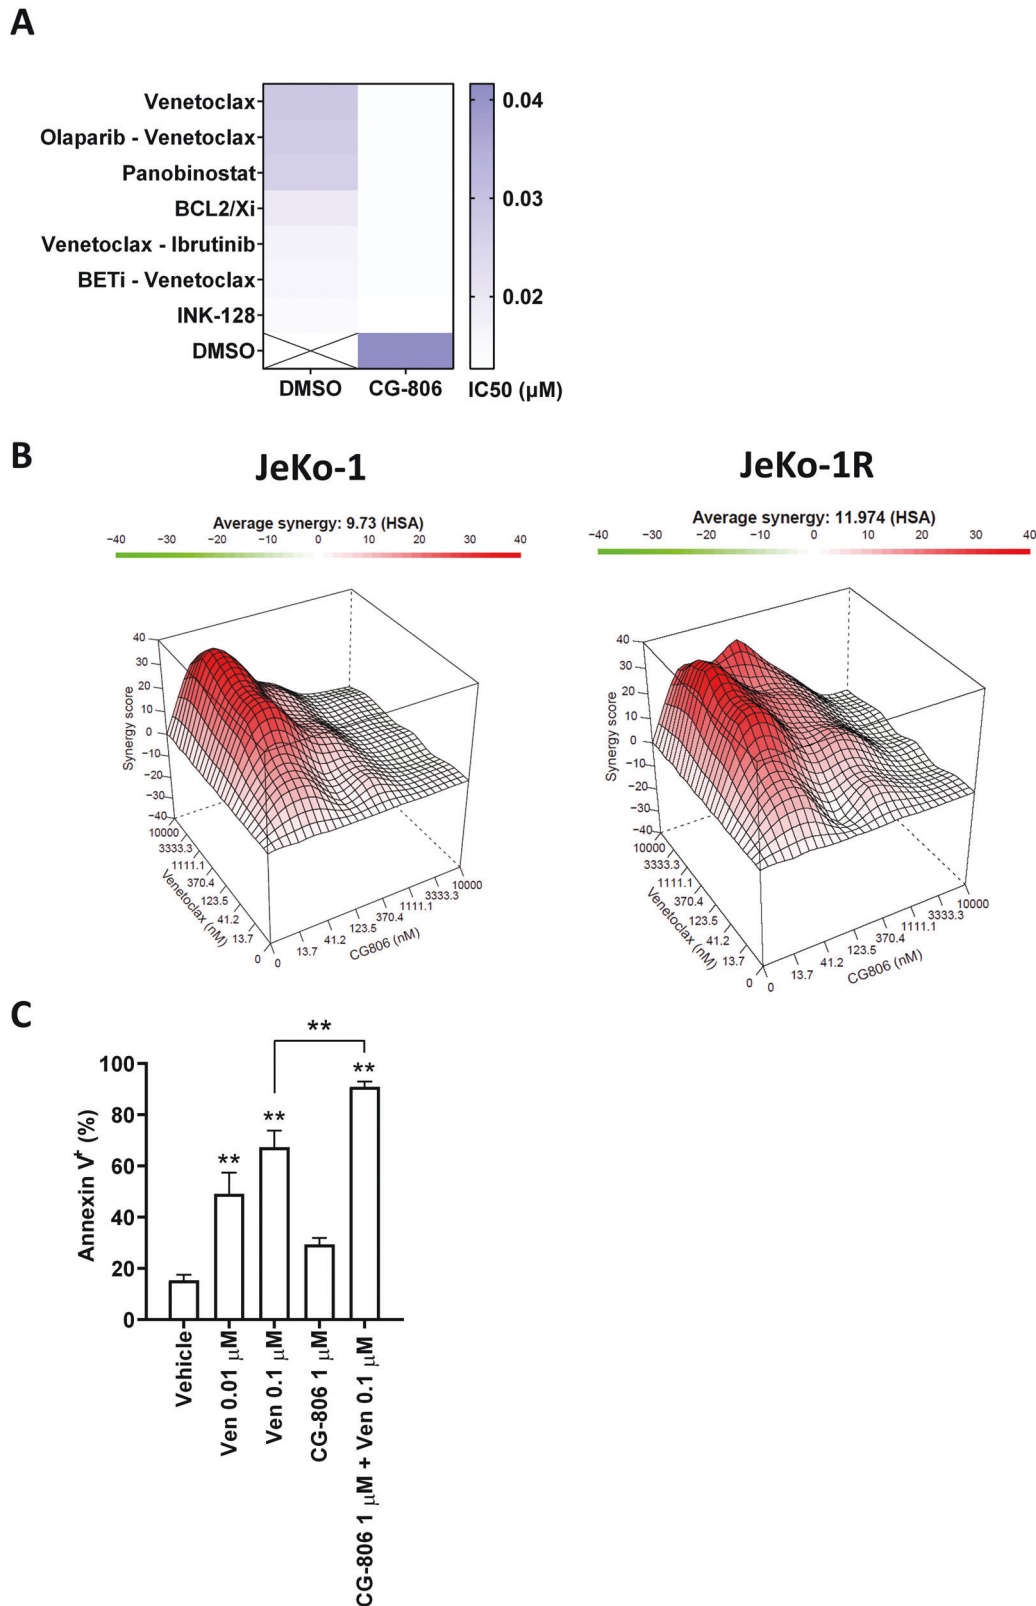 A
Venetoclax
Olaparib - Venetoclax
Panobinostat
BCL2/Xi
Venetoclax - Ibrutinib
BETi - Venetoclax
INK-128
DMSO
DMSO
CG-806
0.04
0.03
0.02
IC50 (µM)
B
JeKo-1
Average synergy: 9.73 (HSA)
−40 −30 −20 −10 0 10 20 30 40
Synergy score
40
30
20
10
0
−10
−20
−30
−40
10000
3333.3
1111.1
370.4
123.5
41.2
13.7
0
Venetoclax (nM)
0
13.7
41.2
123.5
370.4
1111.1
3333.3
10000
CG806 (nM)
JeKo-1R
Average synergy: 11.974 (HSA)
−40 −30 −20 −10 0 10 20 30 40
Synergy score
40
30
20
10
0
−10
−20
−30
−40
10000
3333.3
1111.1
370.4
123.5
41.2
13.7
0
Venetoclax (nM)
0
13.7
41.2
123.5
370.4
1111.1
3333.3
10000
CG806 (nM)
C
Annexin V⁺ (%)
100
80
60
40
20
0
**
**
**
**
Vehicle
Ven 0.01 µM
Ven 0.1 µM
CG-806 1 µM
CG-806 1 µM + Ven 0.1 µM